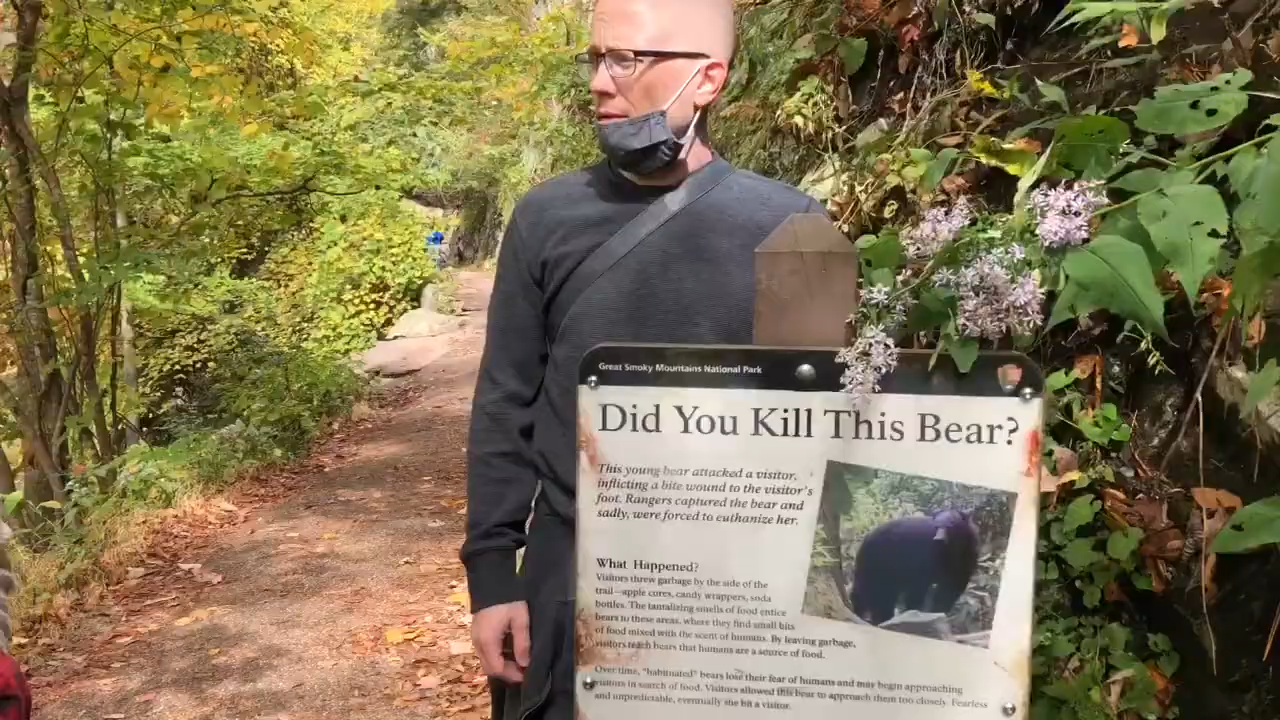 Great Smoky Mountains National Park
Did You Kill This Bear?
This young bear attacked a visitor,
inflicting a bite wound to the visitor's
foot. Rangers captured the bear and
sadly, were forced to euthanize her.
What Happened?
Visitors threw garbage by the side of the
trail—apple cores, candy wrappers, soda
bottles. The tantalizing smells of food entice
bears to these areas, where they find small bits
of food mixed with the scent of humans. By leaving garbage,
visitors teach bears that humans are a source of food.
Over time, "habituated" bears lose their fear of humans and may begin approaching
visitors in search of food. Visitors allowed this bear to approach them too closely. Fearless
and unpredictable, eventually she bit a visitor.